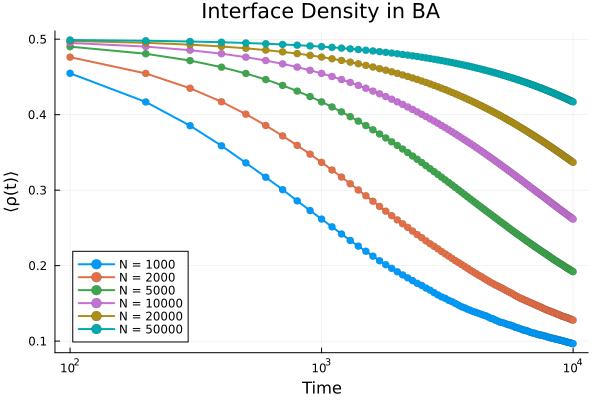 Interface Density in BA
⟨ρ(t)⟩
0.5
0.4
0.3
0.2
0.1
N = 1000
N = 2000
N = 5000
N = 10000
N = 20000
N = 50000
10² 10³ 10⁴
Time